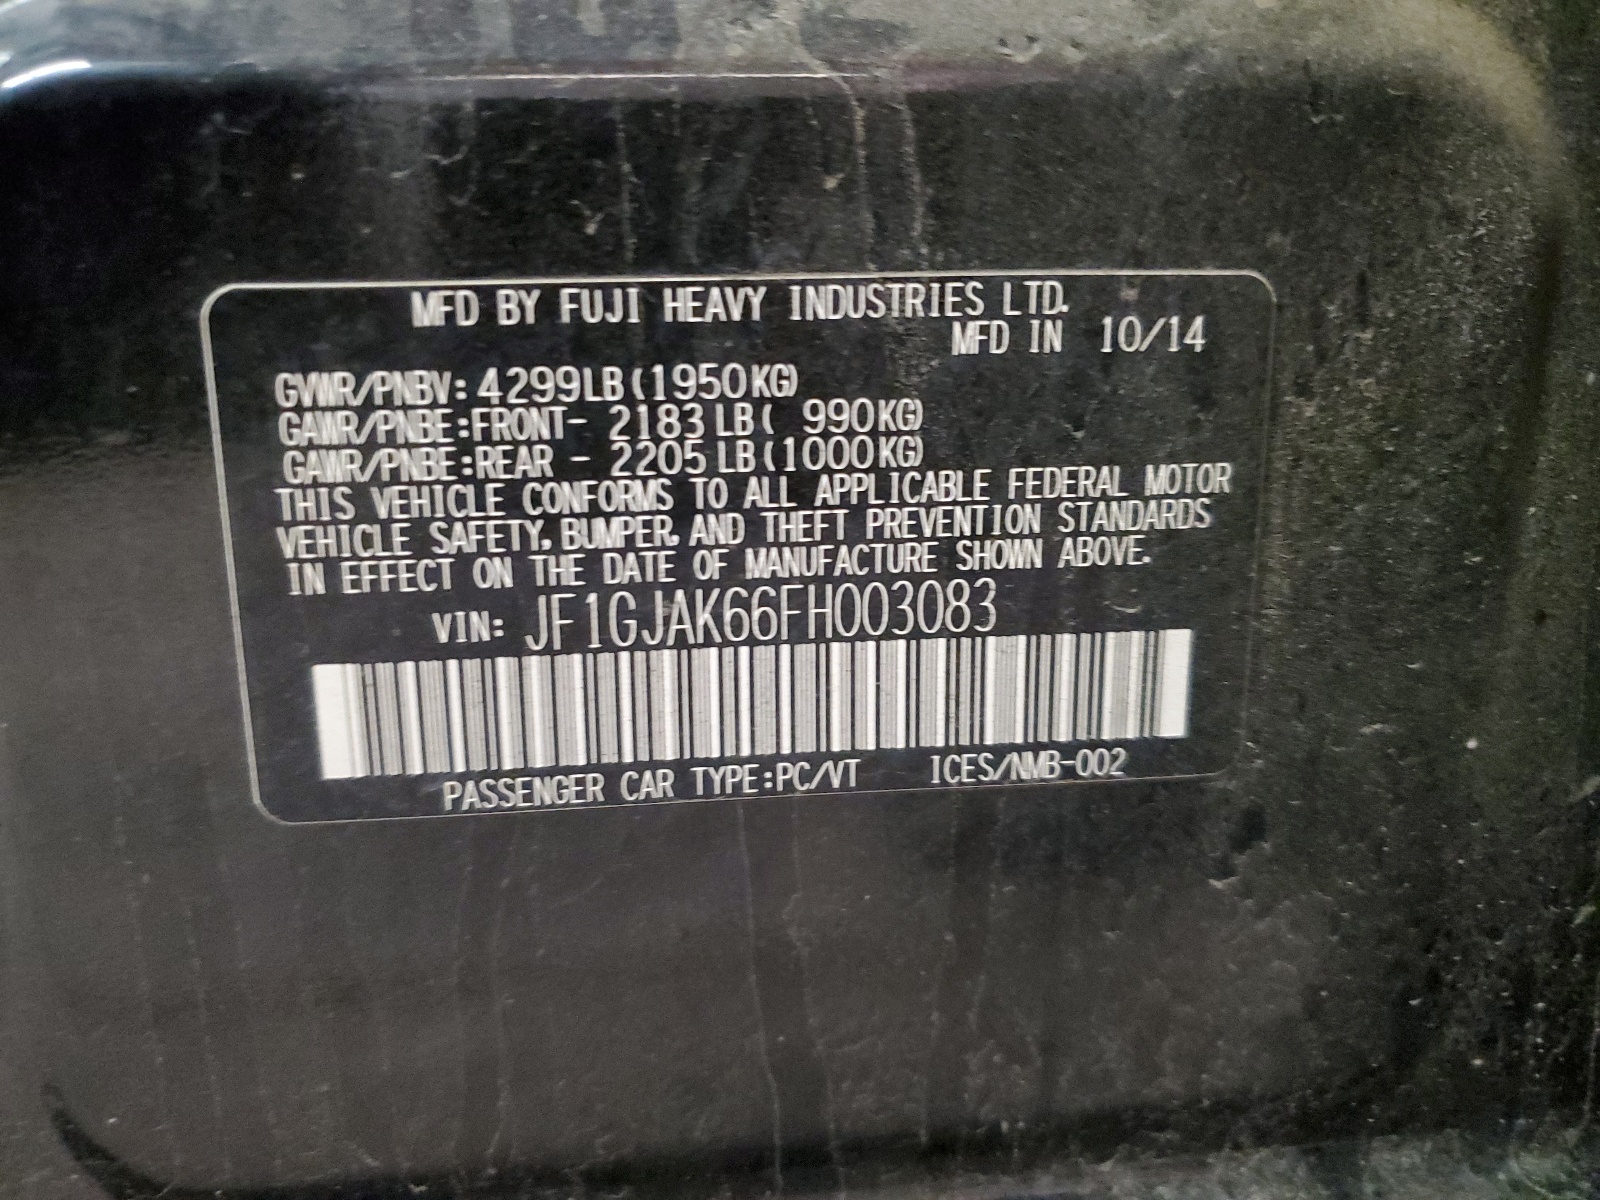 MFD BY FUJI HEAVY INDUSTRIES LTD.
MFD IN 10/14
GVWR/PNBV: 4299LB(1950KG)
GAWR/PNBE:FRONT- 2183LB( 990KG)
GAWR/PNBE:REAR - 2205LB(1000KG)
THIS VEHICLE CONFORMS TO ALL APPLICABLE FEDERAL MOTOR
VEHICLE SAFETY, BUMPER, AND THEFT PREVENTION STANDARDS
IN EFFECT ON THE DATE OF MANUFACTURE SHOWN ABOVE.
VIN: JF1GJAK66FH003083
PASSENGER CAR TYPE:PC/VT ICES/NMB-002